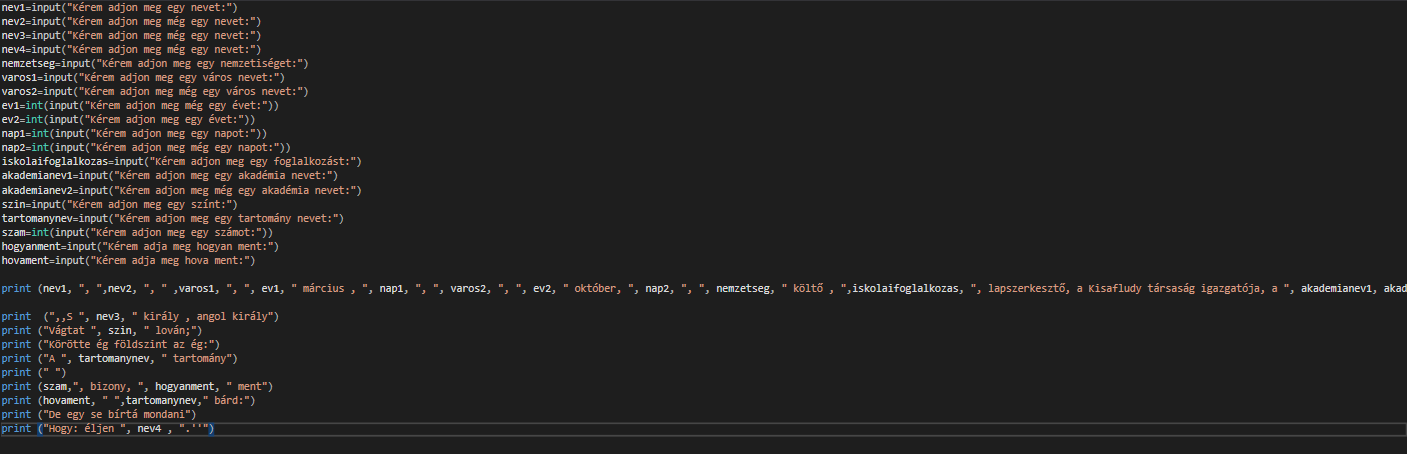 nev1=input("Kérem adjon meg egy nevet:")
nev2=input("Kérem adjon meg még egy nevet:")
nev3=input("Kérem adjon meg még egy nevet:")
nev4=input("Kérem adjon meg még egy nevet:")
nemzetseg=input("Kérem adjon meg egy nemzetiséget:")
varos1=input("Kérem adjon meg egy város nevet:")
varos2=input("Kérem adjon meg még egy város nevet:")
ev1=int(input("Kérem adjon meg még egy évet:"))
ev2=int(input("Kérem adjon meg egy évet:"))
nap1=int(input("Kérem adjon meg egy napot:"))
nap2=int(input("Kérem adjon meg még egy napot:"))
iskolaifoglalkozas=input("Kérem adjon meg egy foglalkozást:")
akademianev1=input("Kérem adjon meg egy akadémia nevet:")
akademianev2=input("Kérem adjon meg még egy akadémia nevet:")
szin=input("Kérem adjon meg egy színt:")
tartomanynev=input("Kérem adjon meg egy tartomány nevet:")
szam=int(input("Kérem adjon meg egy számot:"))
hogyanment=input("Kérem adja meg hogyan ment:")
hovament=input("Kérem adja meg hova ment:")
print (nev1, ", ",nev2, ", " ,varos1, ", ", ev1, " március , ", nap1, ", ", varos2, ", ", ev2, " október, ", nap2, ", ", nemzetseg, " költő , ",iskolaifoglalkozas, ", lapszerkesztő, a Kisafludy társaság igazgatója, a ", akademianev1, akad
print  (",,S ", nev3, " király , angol király")
print ("Vágtat ", szin, " lován;")
print ("Körötte ég földszint az ég:")
print ("A ", tartomanynev, " tartomány")
print (" ")
print (szam,", bizony, ", hogyanment, " ment")
print (hovament, " ",tartomanynev," bárd:")
print ("De egy se bírtá mondani")
print ("Hogy: éljen ", nev4 , ".''")